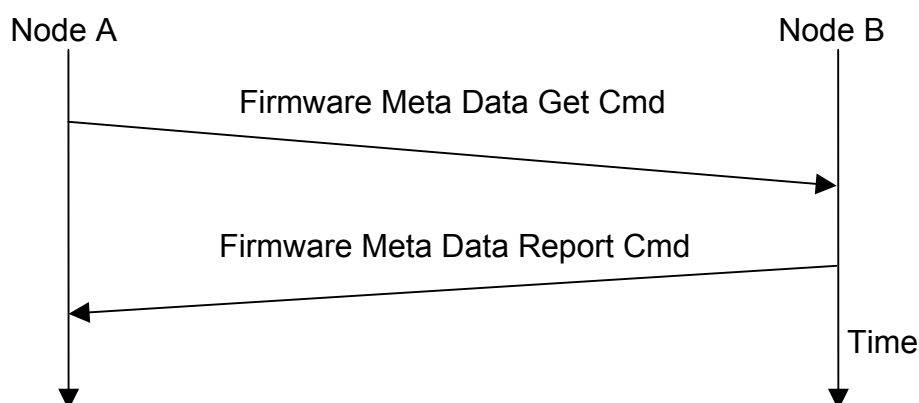 Node A
Node B
Firmware Meta Data Get Cmd
Firmware Meta Data Report Cmd
Time